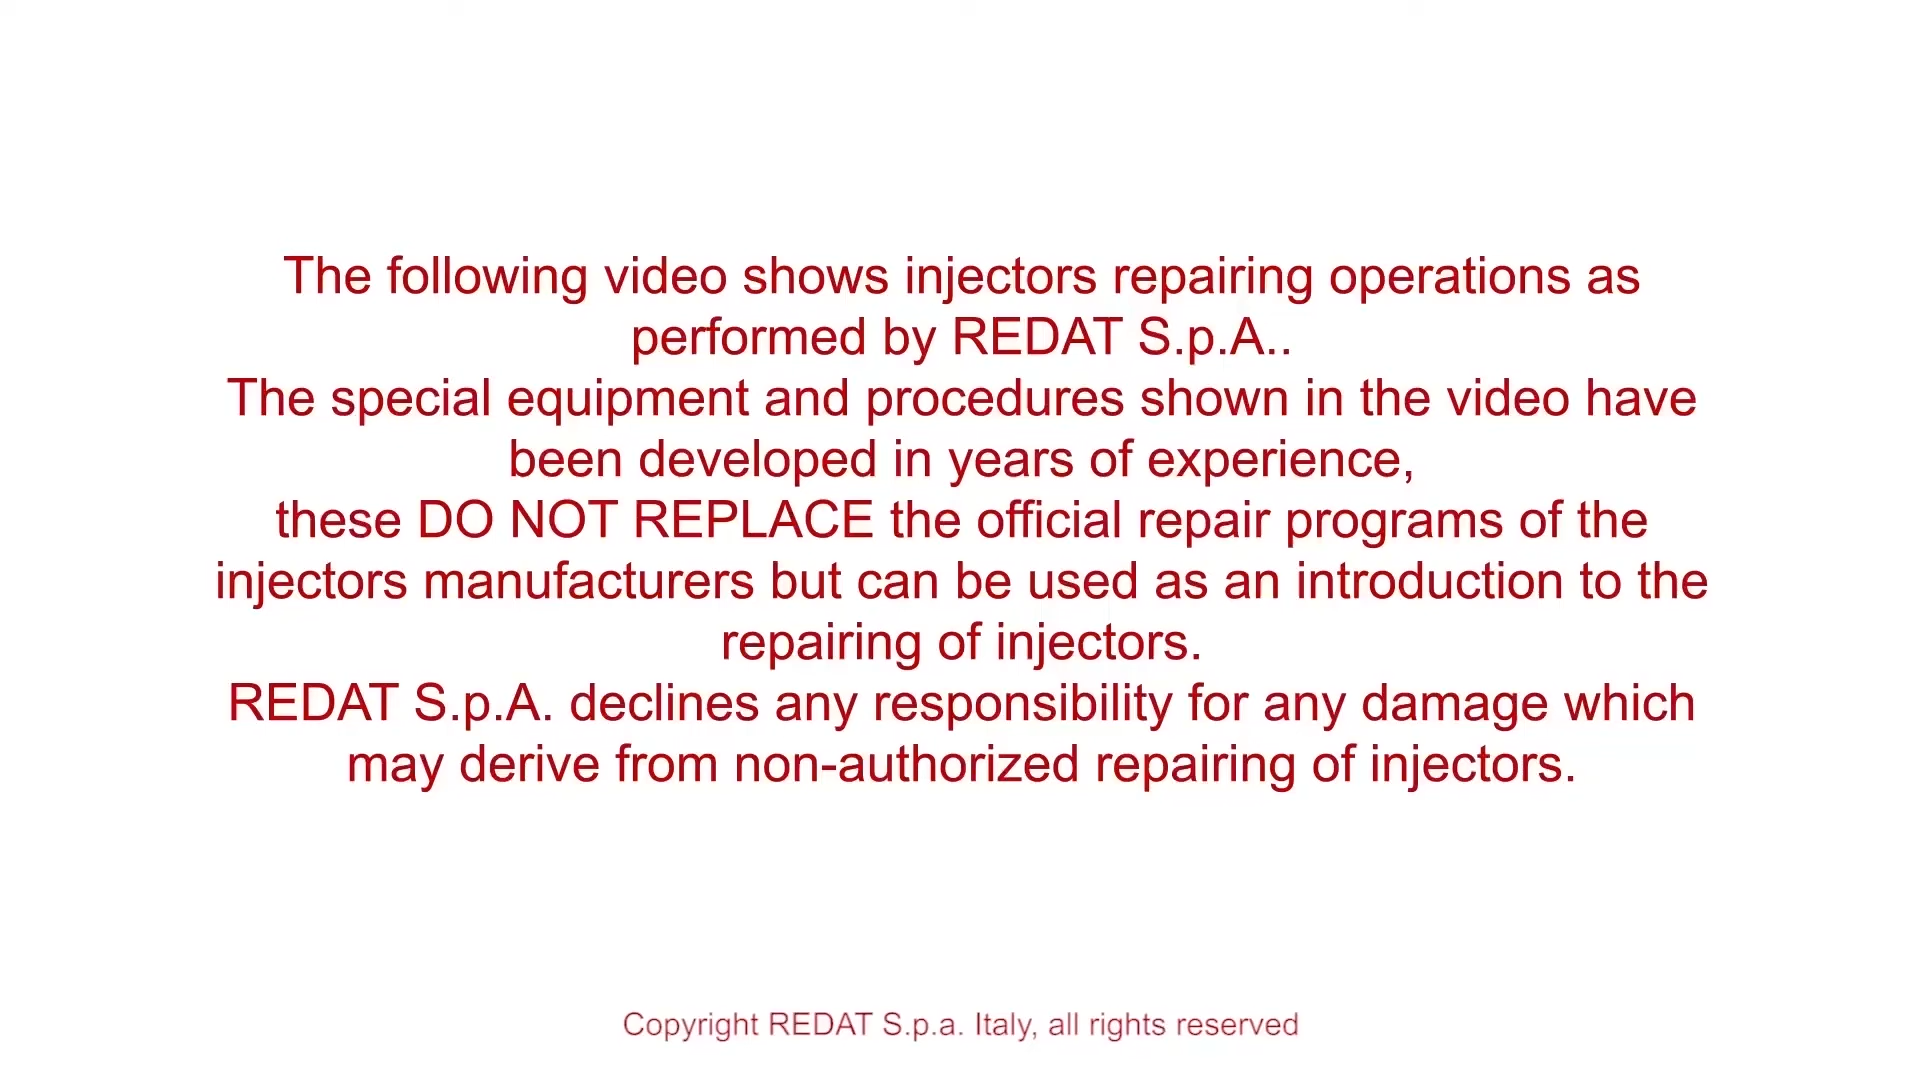 The following video shows injectors repairing operations as
performed by REDAT S.p.A..
The special equipment and procedures shown in the video have
been developed in years of experience,
these DO NOT REPLACE the official repair programs of the
injectors manufacturers but can be used as an introduction to the
repairing of injectors.
REDAT S.p.A. declines any responsibility for any damage which
may derive from non-authorized repairing of injectors.
Copyright REDAT S.p.a. Italy, all rights reserved